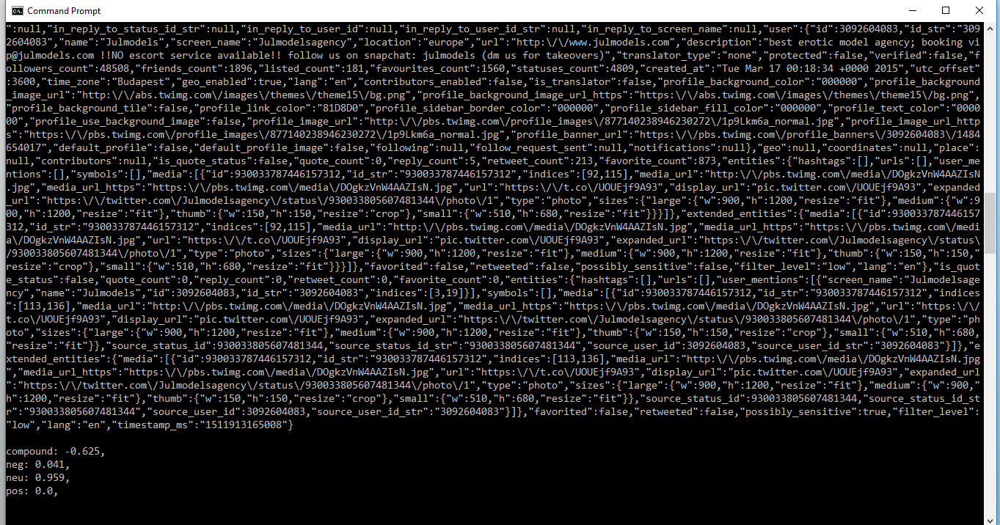 Command Prompt
":null,"in_reply_to_status_id_str":null,"in_reply_to_user_id":null,"in_reply_to_user_id_str":null,"in_reply_to_screen_name":null,"user":{"id":3092604083,"id_str":"3
092604083","name":"Julmodels","screen_name":"Julmodelsagency","location":"europe","url":"http:\/\/www.julmodels.com","description":"best erotic model agency; booking vi
p@julmodels.com !!NO escort service available!! follow us on snapchat: julmodels (dm us for takeovers)","translator_type":"none","protected":false,"verified":false,"f
ollowers_count":48508,"friends_count":1896,"listed_count":181,"favourites_count":1560,"statuses_count":4809,"created_at":"Tue Mar 17 00:18:34 +0000 2015","utc_offset"
:3600,"time_zone":"Budapest","geo_enabled":true,"lang":"en","contributors_enabled":false,"is_translator":false,"profile_background_color":"000000","profile_background
_image_url":"http:\/\/abs.twimg.com\/images\/themes\/theme15\/bg.png","profile_background_image_url_https":"https:\/\/abs.twimg.com\/images\/themes\/theme15\/bg.png",
"profile_background_tile":false,"profile_link_color":"81D8D0","profile_sidebar_border_color":"000000","profile_sidebar_fill_color":"000000","profile_text_color":"0000
00","profile_use_background_image":false,"profile_image_url":"http:\/\/pbs.twimg.com\/profile_images\/877140238946230272\/1p9Lkm6a_normal.jpg","profile_image_url_http
s":"https:\/\/pbs.twimg.com\/profile_images\/877140238946230272\/1p9Lkm6a_normal.jpg","profile_banner_url":"https:\/\/pbs.twimg.com\/profile_banners\/3092604083\/1484
654017","default_profile":false,"default_profile_image":false,"following":null,"follow_request_sent":null,"notifications":null},"geo":null,"coordinates":null,"place":
null,"contributors":null,"is_quote_status":false,"quote_count":0,"reply_count":5,"retweet_count":213,"favorite_count":873,"entities":{"hashtags":[],"urls":[],"user_me
ntions":[],"symbols":[],"media":[{"id":930033787446157312,"id_str":"930033787446157312","indices":[92,115],"media_url":"http:\/\/pbs.twimg.com\/media\/DOgkzVnW4AAZIsN
.jpg","media_url_https":"https:\/\/pbs.twimg.com\/media\/DOgkzVnW4AAZIsN.jpg","url":"https:\/\/t.co\/UOUEjf9A93","display_url":"pic.twitter.com\/UOUEjf9A93","expanded
_url":"https:\/\/twitter.com\/Julmodelsagency\/status\/930033805607481344\/photo\/1","type":"photo","sizes":{"large":{"w":900,"h":1200,"resize":"fit"},"medium":{"w":9
00,"h":1200,"resize":"fit"},"thumb":{"w":150,"h":150,"resize":"crop"},"small":{"w":510,"h":680,"resize":"fit"}}}]},"extended_entities":{"media":[{"id":930033787446157
312,"id_str":"930033787446157312","indices":[92,115],"media_url":"http:\/\/pbs.twimg.com\/media\/DOgkzVnW4AAZIsN.jpg","media_url_https":"https:\/\/pbs.twimg.com\/medi
a\/DOgkzVnW4AAZIsN.jpg","url":"https:\/\/t.co\/UOUEjf9A93","display_url":"pic.twitter.com\/UOUEjf9A93","expanded_url":"https:\/\/twitter.com\/Julmodelsagency\/status\
/930033805607481344\/photo\/1","type":"photo","sizes":{"large":{"w":900,"h":1200,"resize":"fit"},"medium":{"w":900,"h":1200,"resize":"fit"},"thumb":{"w":150,"h":150,"
resize":"crop"},"small":{"w":510,"h":680,"resize":"fit"}}}]},"favorited":false,"retweeted":false,"possibly_sensitive":false,"filter_level":"low","lang":"en"},"is_quot
e_status":false,"quote_count":0,"reply_count":0,"retweet_count":0,"favorite_count":0,"entities":{"hashtags":[],"urls":[],"user_mentions":[{"screen_name":"Julmodelsage
ncy","name":"Julmodels","id":3092604083,"id_str":"3092604083","indices":[3,19]}],"symbols":[],"media":[{"id":930033787446157312,"id_str":"930033787446157312","indices"
:[113,136],"media_url":"http:\/\/pbs.twimg.com\/media\/DOgkzVnW4AAZIsN.jpg","media_url_https":"https:\/\/pbs.twimg.com\/media\/DOgkzVnW4AAZIsN.jpg","url":"https:\/\/
t.co\/UOUEjf9A93","display_url":"pic.twitter.com\/UOUEjf9A93","expanded_url":"https:\/\/twitter.com\/Julmodelsagency\/status\/930033805607481344\/photo\/1","type":"ph
oto","sizes":{"large":{"w":900,"h":1200,"resize":"fit"},"medium":{"w":900,"h":1200,"resize":"fit"},"thumb":{"w":150,"h":150,"resize":"crop"},"small":{"w":510,"h":680,
"resize":"fit"}},"source_status_id":930033805607481344,"source_status_id_str":"930033805607481344","source_user_id":3092604083,"source_user_id_str":"3092604083"}]},"e
xtended_entities":{"media":[{"id":930033787446157312,"id_str":"930033787446157312","indices":[113,136],"media_url":"http:\/\/pbs.twimg.com\/media\/DOgkzVnW4AAZIsN.jpg
","media_url_https":"https:\/\/pbs.twimg.com\/media\/DOgkzVnW4AAZIsN.jpg","url":"https:\/\/t.co\/UOUEjf9A93","display_url":"pic.twitter.com\/UOUEjf9A93","expanded_url
":"https:\/\/twitter.com\/Julmodelsagency\/status\/930033805607481344\/photo\/1","type":"photo","sizes":{"large":{"w":900,"h":1200,"resize":"fit"},"medium":{"w":900,"
h":1200,"resize":"fit"},"thumb":{"w":150,"h":150,"resize":"crop"},"small":{"w":510,"h":680,"resize":"fit"}},"source_status_id":930033805607481344,"source_status_id_st
r":"930033805607481344","source_user_id":3092604083,"source_user_id_str":"3092604083"}]},"favorited":false,"retweeted":false,"possibly_sensitive":true,"filter_level":
"low","lang":"en","timestamp_ms":"1511913165008"}
compound: -0.625,
neg: 0.041,
neu: 0.959,
pos: 0.0,